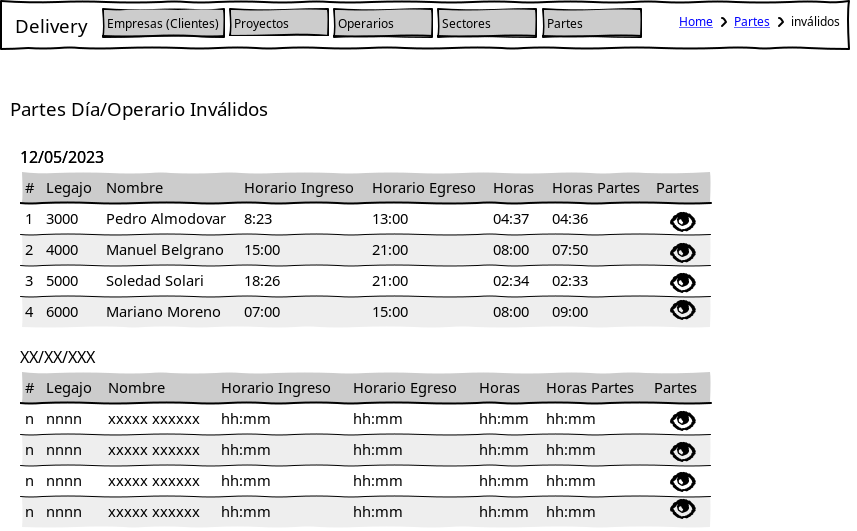 Delivery Empresas (Clientes) Proyectos Operarios Sectores Partes Home Partes inválidos
Partes Día/Operario Inválidos
12/05/2023
# Legajo Nombre Horario Ingreso Horario Egreso Horas Horas Partes Partes
1 3000 Pedro Almodovar 8:23 13:00 04:37 04:36
2 4000 Manuel Belgrano 15:00 21:00 08:00 07:50
3 5000 Soledad Solari 18:26 21:00 02:34 02:33
4 6000 Mariano Moreno 07:00 15:00 08:00 09:00
XX/XX/XXX
# Legajo Nombre Horario Ingreso Horario Egreso Horas Horas Partes Partes
n nnnn xxxxx xxxxxx hh:mm hh:mm hh:mm hh:mm
n nnnn xxxxx xxxxxx hh:mm hh:mm hh:mm hh:mm
n nnnn xxxxx xxxxxx hh:mm hh:mm hh:mm hh:mm
n nnnn xxxxx xxxxxx hh:mm hh:mm hh:mm hh:mm